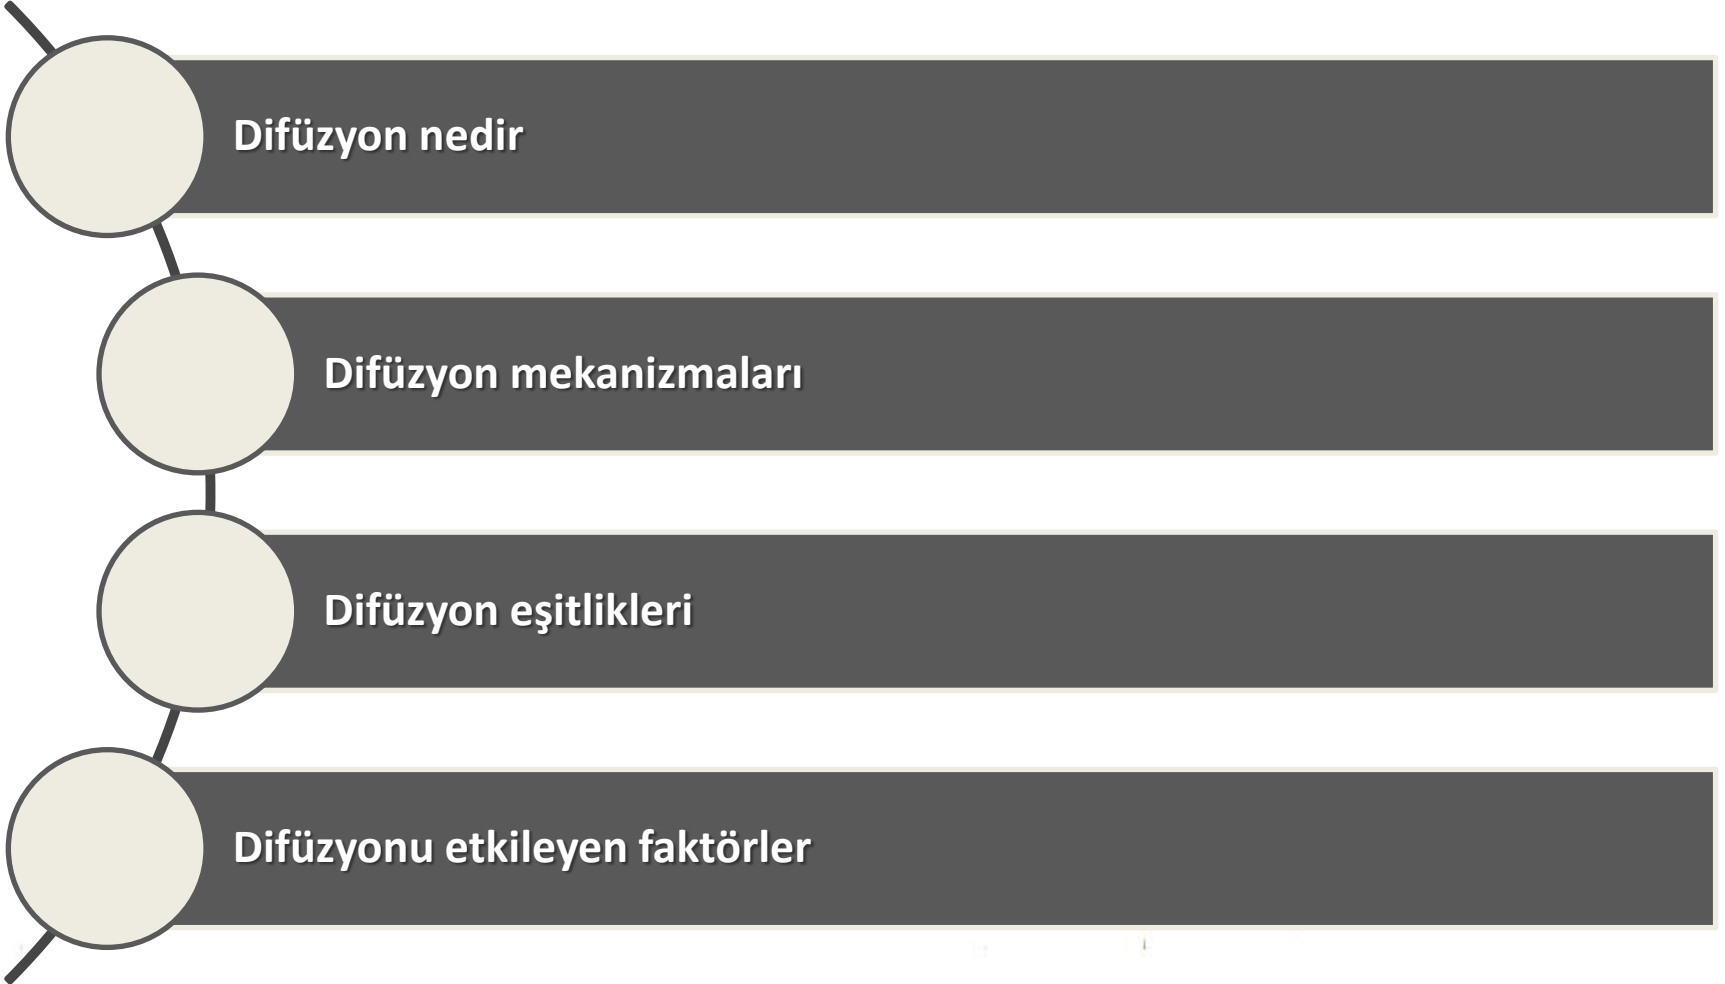 Difüzyon nedir
Difüzyon mekanizmaları
Difüzyon eşitlikleri
Difüzyonu etkileyen faktörler